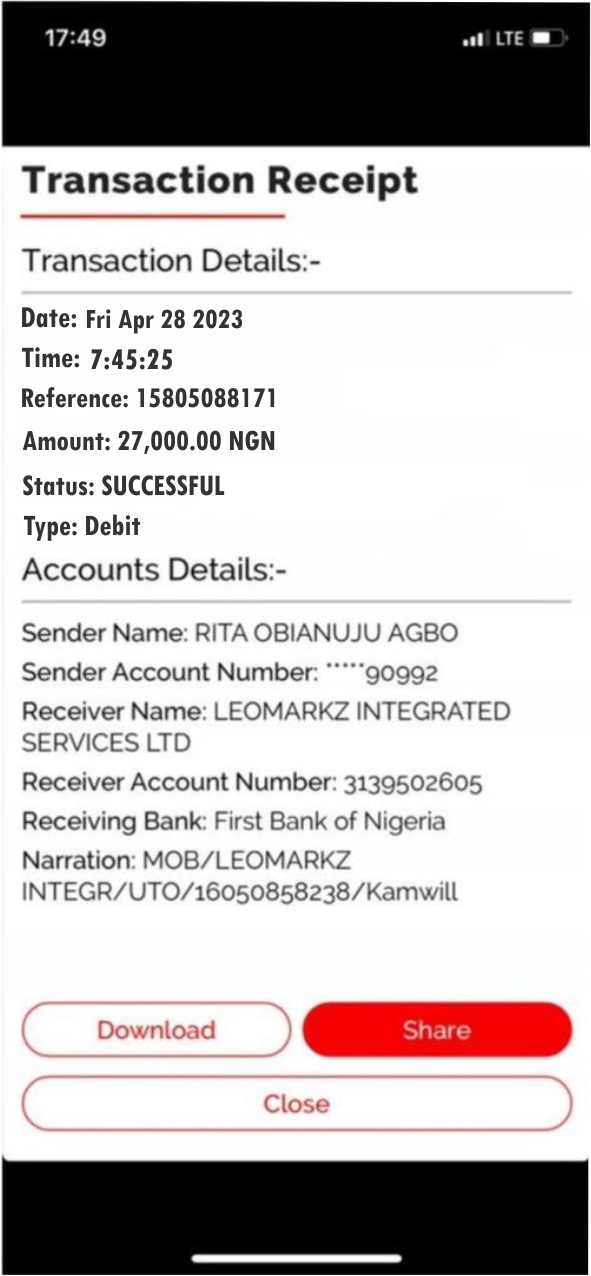 17:49
LTE
Transaction Receipt
Transaction Details:-
Date: Fri Apr 28 2023
Time: 7:45:25
Reference: 15805088171
Amount: 27,000.00 NGN
Status: SUCCESSFUL
Type: Debit
Accounts Details:-
Sender Name: RITA OBIANUJU AGBO
Sender Account Number: *****90992
Receiver Name: LEOMARKZ INTEGRATED
SERVICES LTD
Receiver Account Number: 3139502605
Receiving Bank: First Bank of Nigeria
Narration: MOB/LEOMARKZ
INTEGR/UTO/16050858238/Kamwill
Download
Share
Close